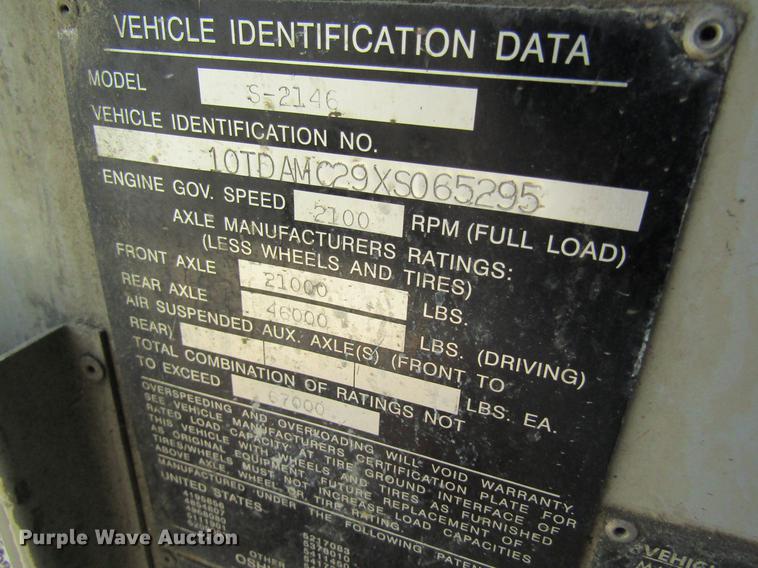 VEHICLE IDENTIFICATION DATA
MODEL S-2146
VEHICLE IDENTIFICATION NO.
10TDAMC29XS065295
ENGINE GOV. SPEED 2100 RPM (FULL LOAD)
AXLE MANUFACTURERS RATINGS:
(LESS WHEELS AND TIRES)
FRONT AXLE 21000 LBS.
REAR AXLE 46000 LBS. (DRIVING)
AIR SUSPENDED AUX. AXLE(S) (FRONT TO
REAR) LBS. EA.
TOTAL COMBINATION OF RATINGS NOT
TO EXCEED 67000
OVERSPEEDING AND OVERLOADING WILL VOID WARRANTY.
SEE VEHICLE MANUFACTURERS CERTIFICATION PLATE FOR
RATED LOAD CAPACITY AT TIRE GROUND INTERFACE OF
THIS VEHICLE WITH WHEELS AND TIRES AS FURNISHED
AS ORIGINAL EQUIPMENT. FUTURE REPLACEMENT OF
TIRES/WHEELS MUST NOT INCREASE LOAD CAPACITIES
ABOVE AXLE, WHEEL OR TIRE RATING.
MANUFACTURED UNDER THE FOLLOWING
UNITED STATES
OTHER
VEHIC
Purple Wave Auction